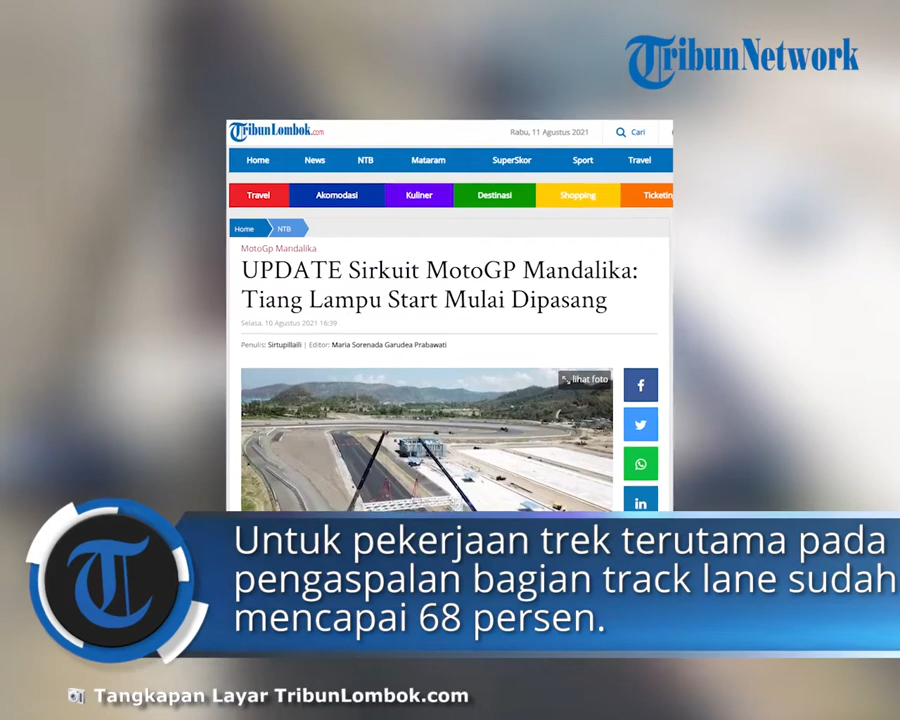 Tribun Network
TribunLombok.com
Rabu, 11 Agustus 2021
Cari
Home News NTB Mataram SuperSkor Sport Travel
Travel Akomodasi Kuliner Destinasi Shopping Ticketin
Home NTB
MotoGp Mandalika
UPDATE Sirkuit MotoGP Mandalika:
Tiang Lampu Start Mulai Dipasang
Selasa, 10 Agustus 2021 16:39
Penulis: Sirtupillaili | Editor: Maria Sorenada Garudea Prabawati
lihat foto
Untuk pekerjaan trek terutama pada
pengaspalan bagian track lane sudah
mencapai 68 persen.
Tangkapan Layar TribunLombok.com